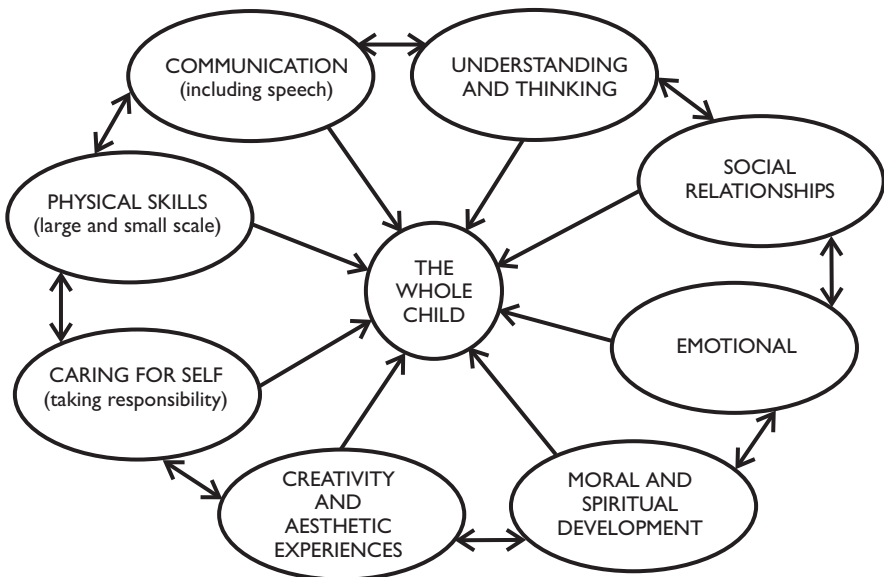 COMMUNICATION
(including speech)
UNDERSTANDING
AND THINKING
SOCIAL
RELATIONSHIPS
PHYSICAL SKILLS
(large and small scale)
THE
WHOLE
CHILD
EMOTIONAL
CARING FOR SELF
(taking responsibility)
CREATIVITY
AND
AESTHETIC
EXPERIENCES
MORAL AND
SPIRITUAL
DEVELOPMENT